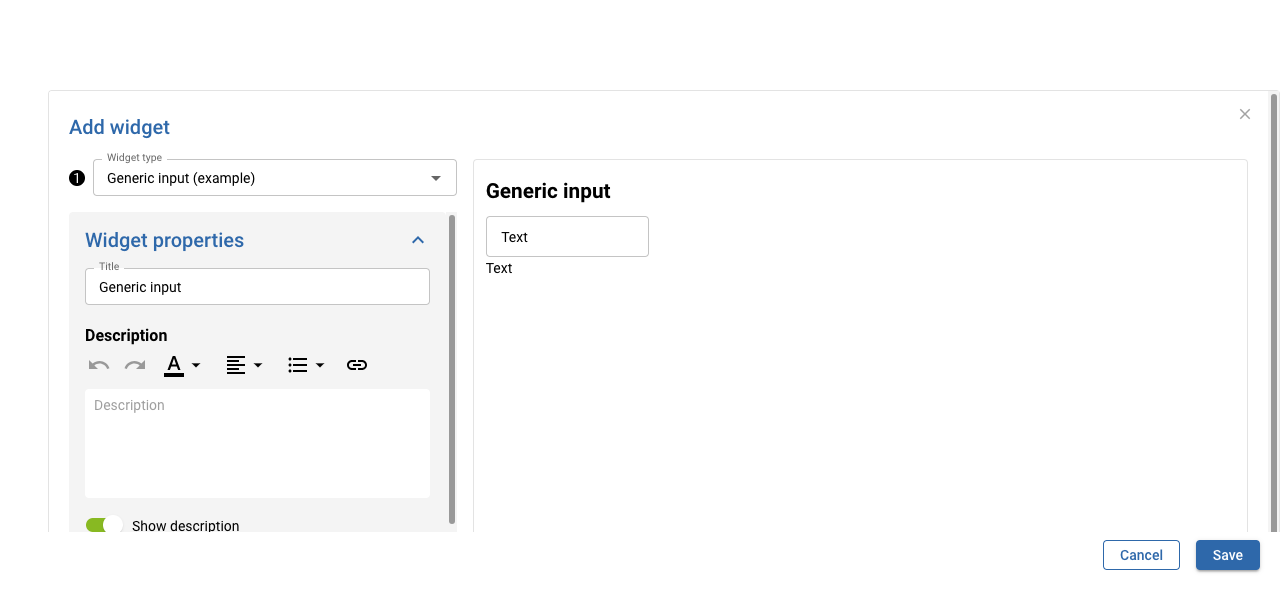 Add widget
Widget type
1
Generic input (example)
Widget properties
Title
Generic input
Description
A
Description
Show description
Generic input
Text
Text
Cancel
Save